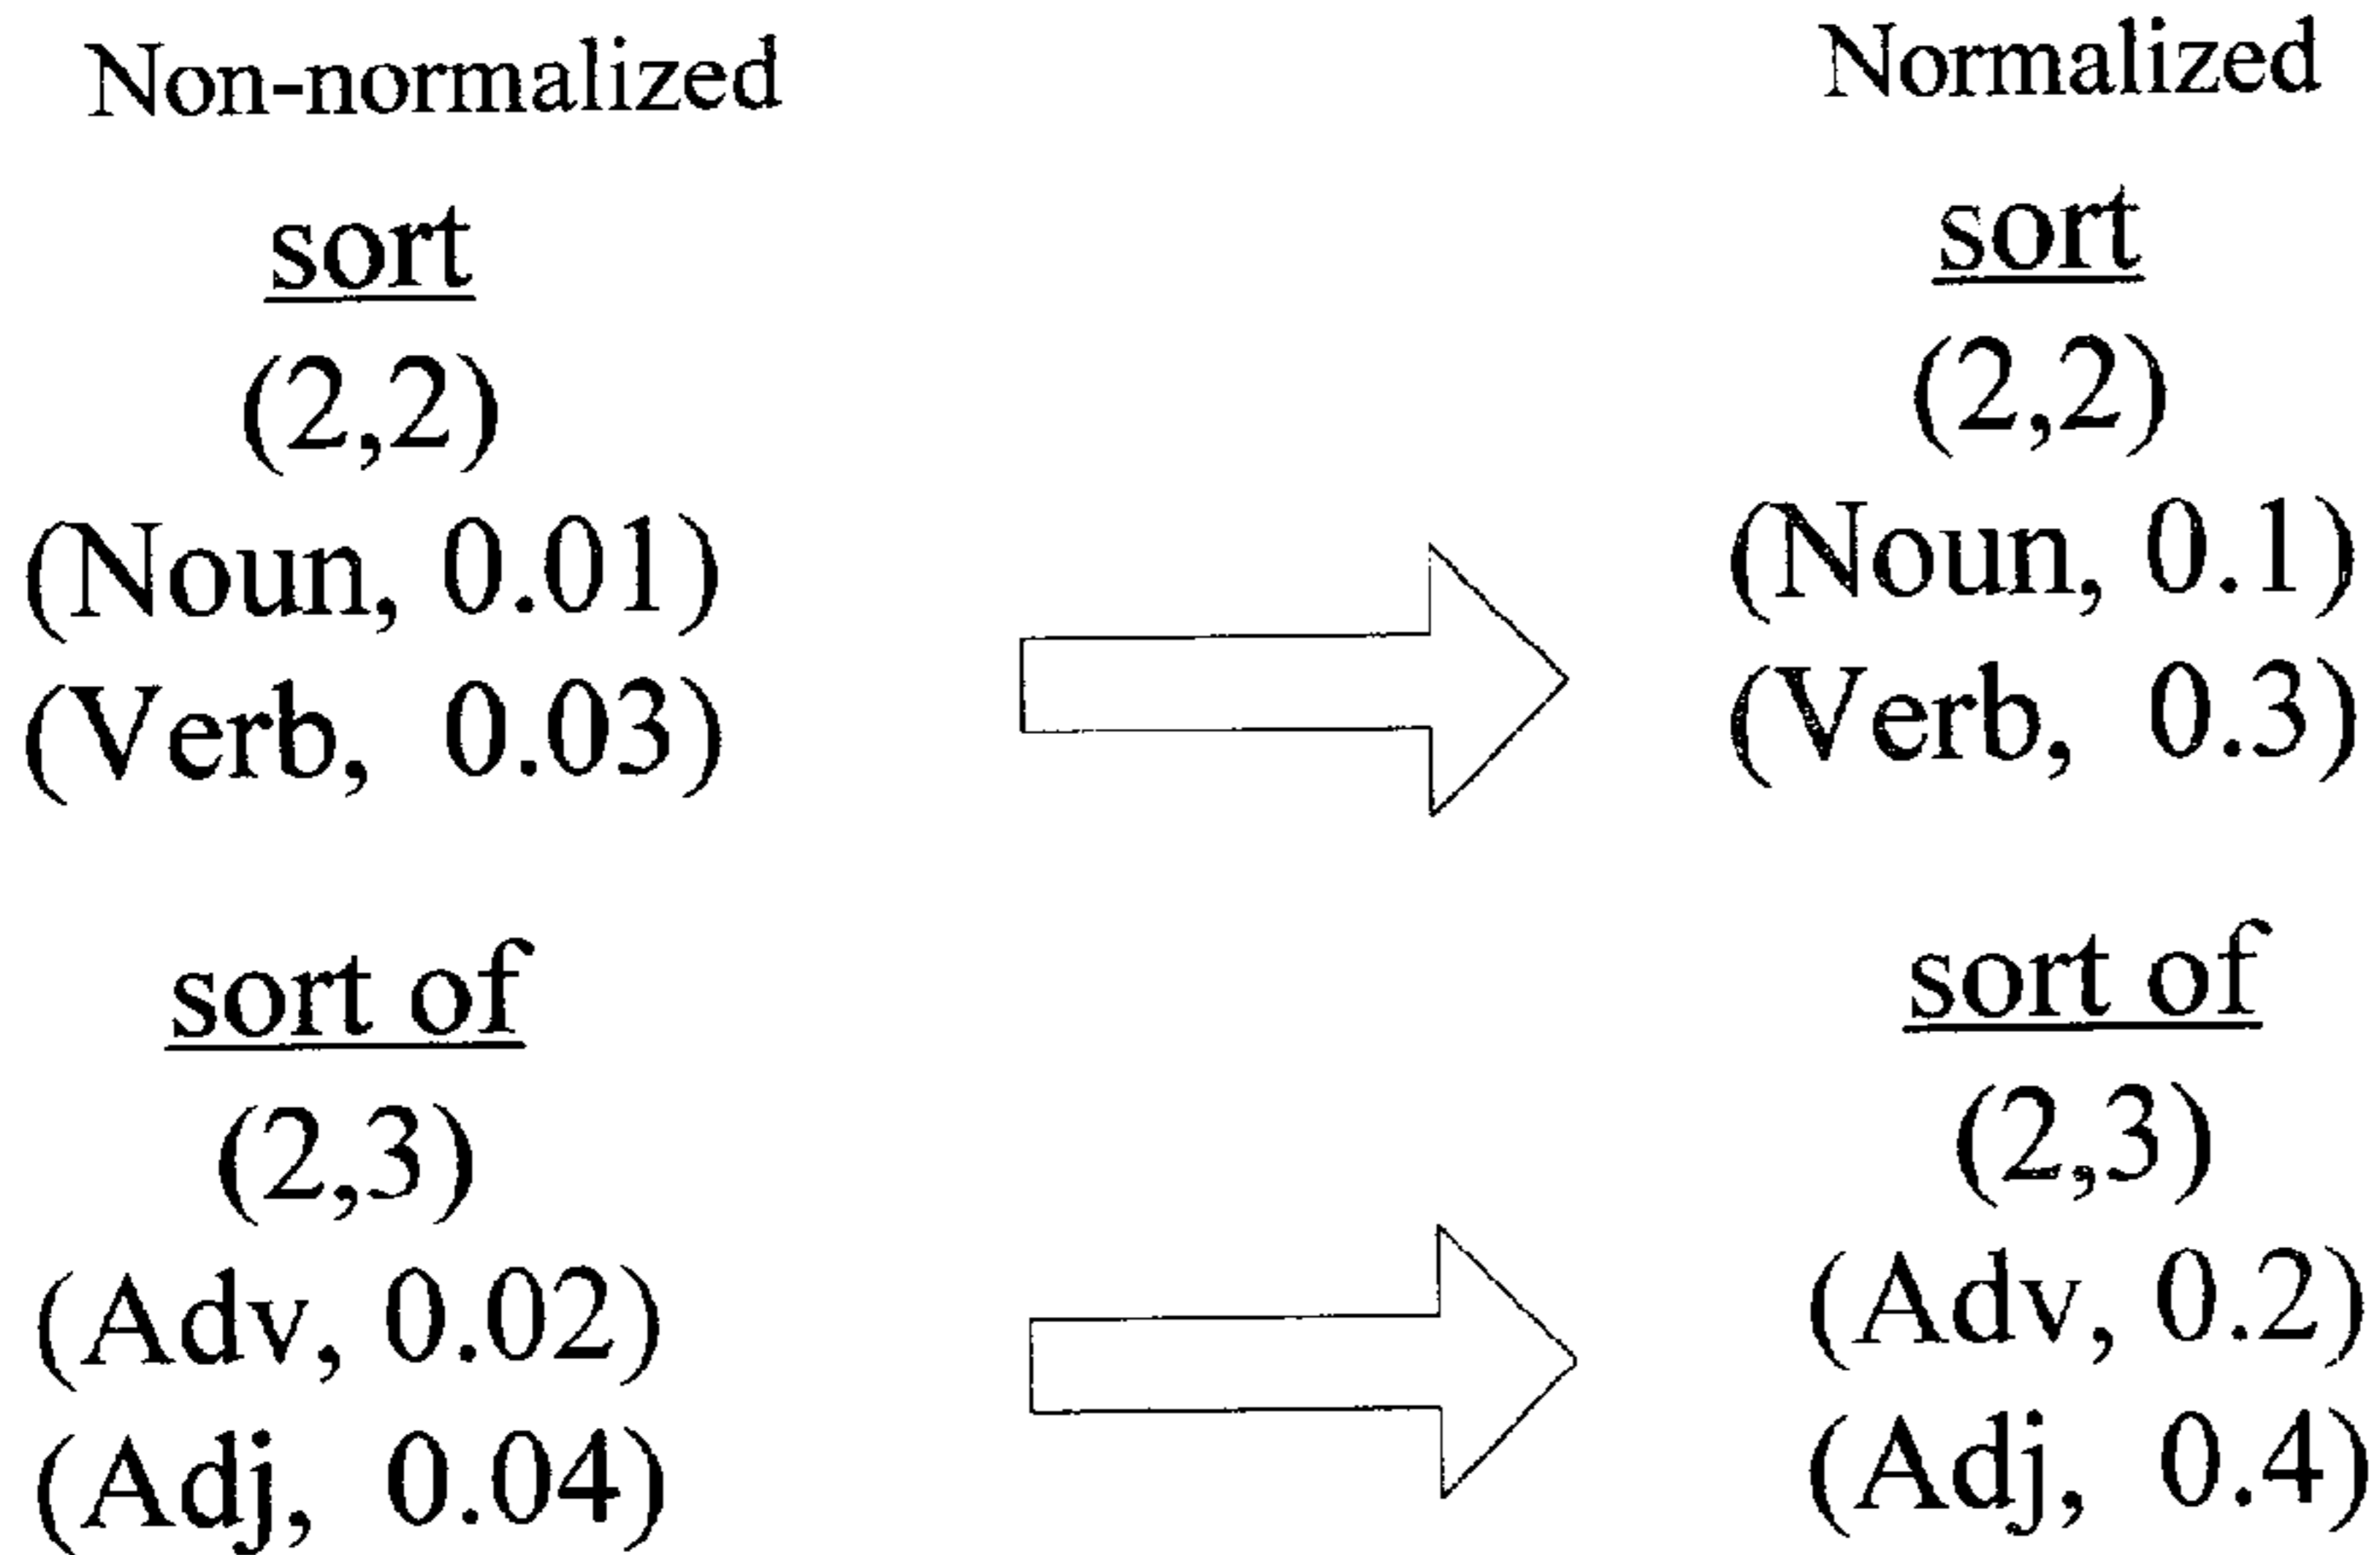 Non-normalized
Normalized
sort
(2,2)
(Noun, 0.01)
(Verb, 0.03)
sort
(2,2)
(Noun, 0.1)
(Verb, 0.3)
sort of
(2,3)
(Adv, 0.02)
(Adj, 0.04)
sort of
(2,3)
(Adv, 0.2)
(Adj, 0.4)